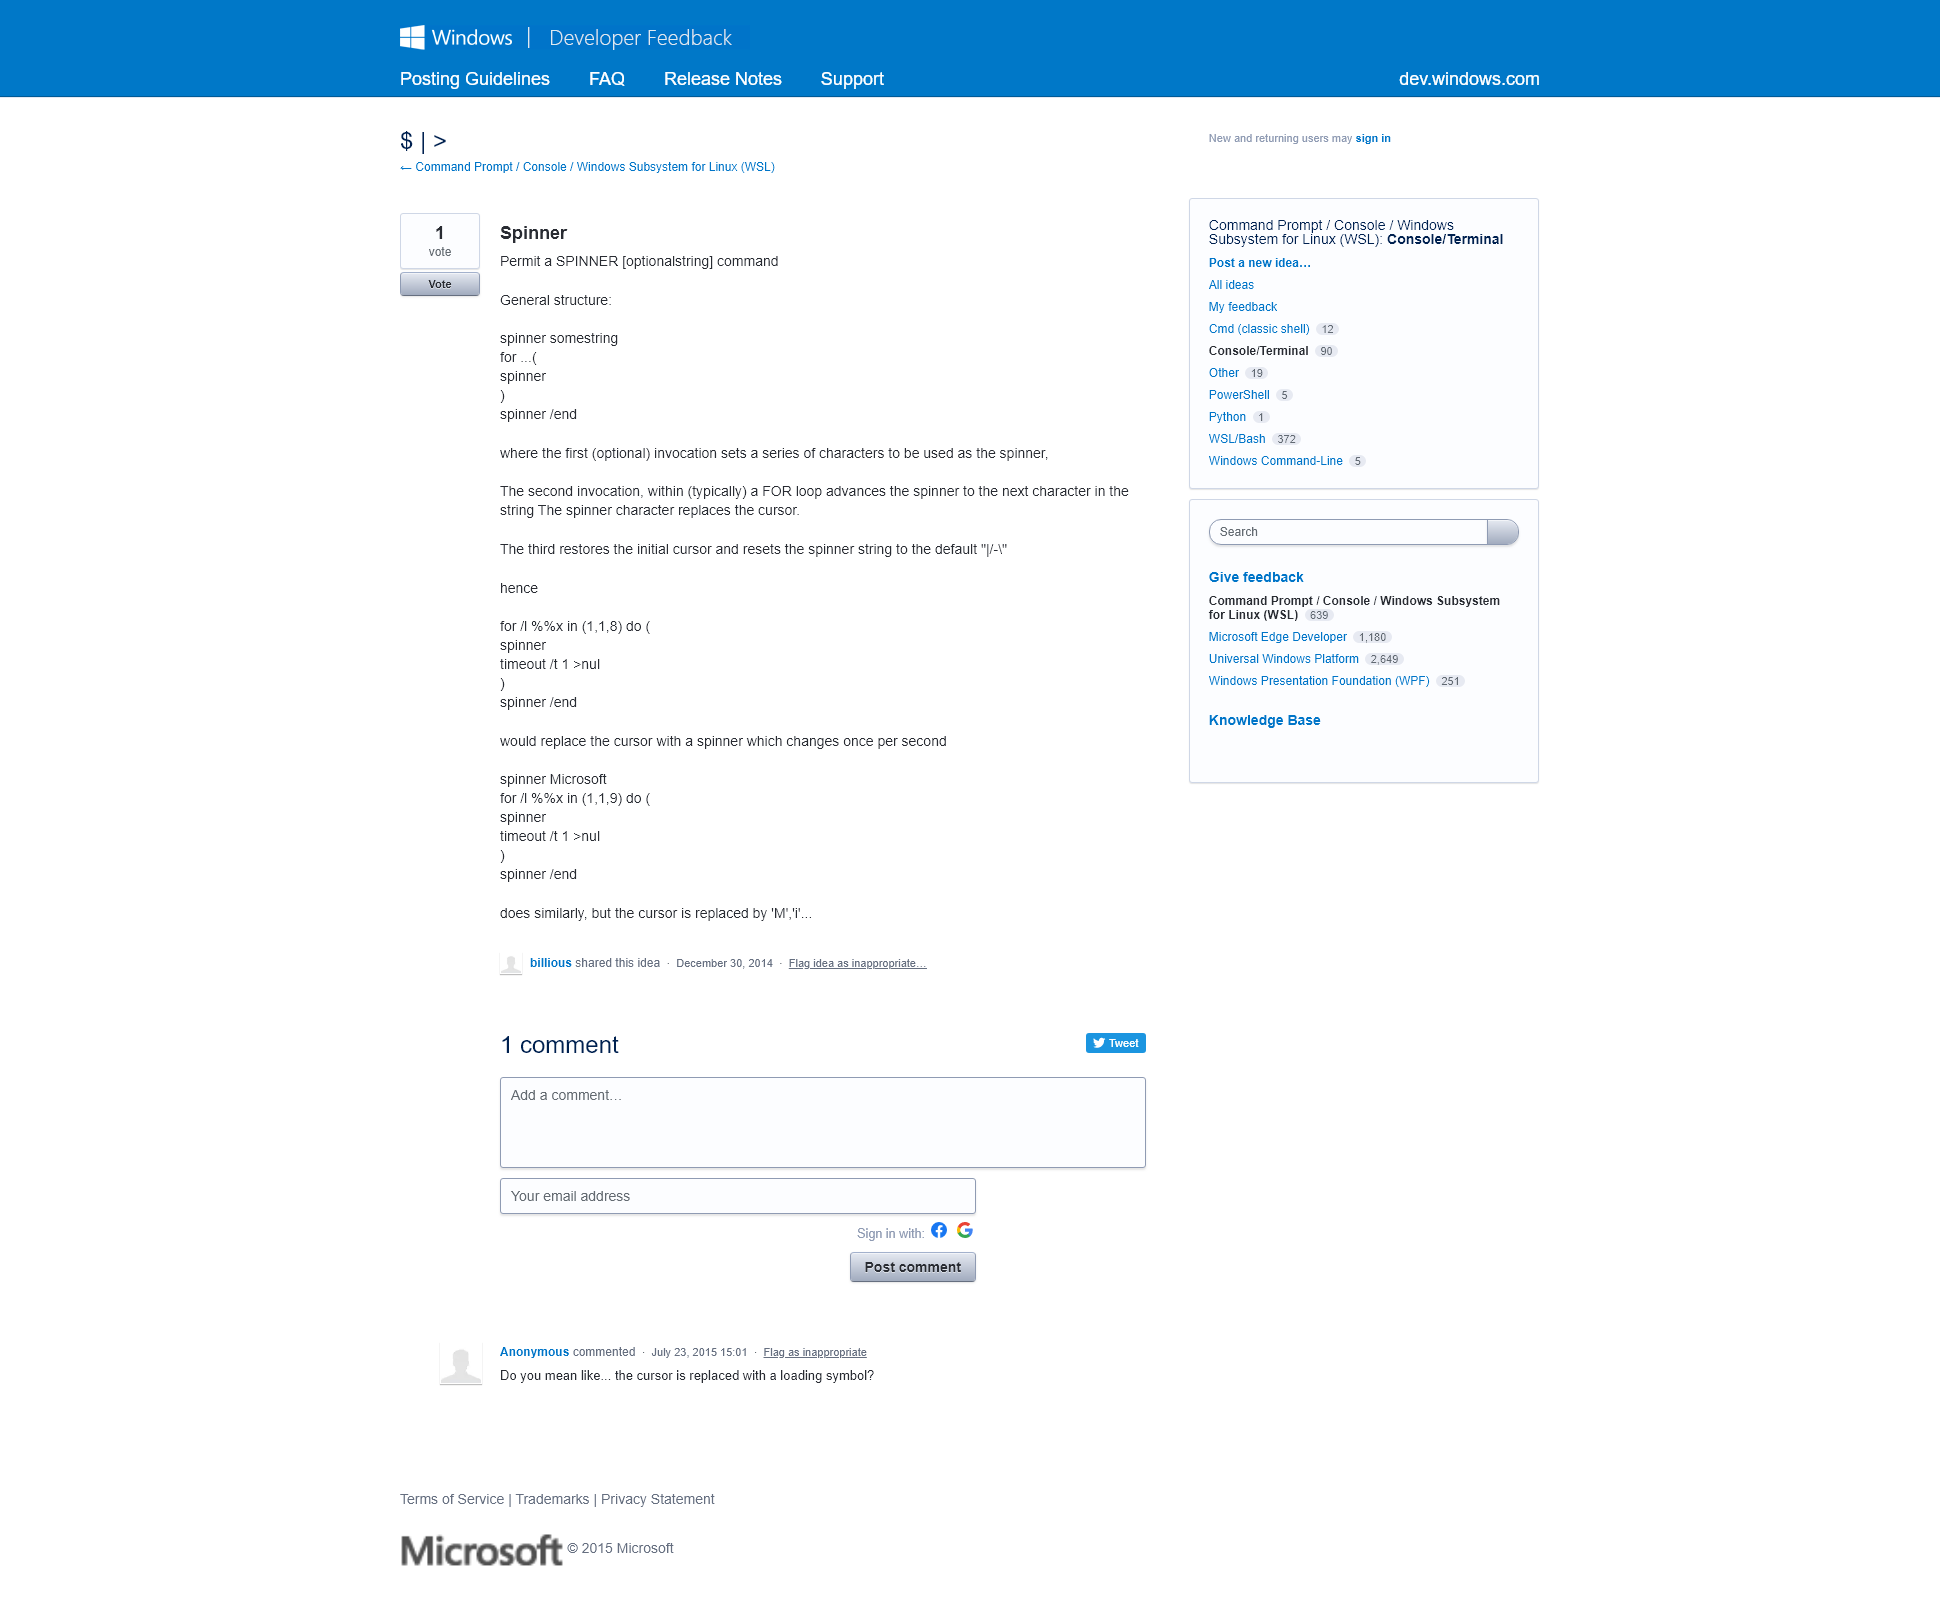 Windows | Developer Feedback
Posting Guidelines FAQ Release Notes Support dev.windows.com
$ | >
← Command Prompt / Console / Windows Subsystem for Linux (WSL)
1
vote
Vote
Spinner
Permit a SPINNER [optionalstring] command
General structure:
spinner somestring
for ...(
spinner
)
spinner /end
where the first (optional) invocation sets a series of characters to be used as the spinner,
The second invocation, within (typically) a FOR loop advances the spinner to the next character in the
string The spinner character replaces the cursor.
The third restores the initial cursor and resets the spinner string to the default "|/-\"
hence
for /l %%x in (1,1,8) do (
spinner
timeout /t 1 >nul
)
spinner /end
would replace the cursor with a spinner which changes once per second
spinner Microsoft
for /l %%x in (1,1,9) do (
spinner
timeout /t 1 >nul
)
spinner /end
does similarly, but the cursor is replaced by 'M','i'...
billious shared this idea · December 30, 2014 · Flag idea as inappropriate…
1 comment
Tweet
Add a comment…
Your email address
Sign in with:
Post comment
Anonymous commented · July 23, 2015 15:01 · Flag as inappropriate
Do you mean like... the cursor is replaced with a loading symbol?
New and returning users may sign in
Command Prompt / Console / Windows
Subsystem for Linux (WSL): Console/Terminal
Post a new idea…
All ideas
My feedback
Cmd (classic shell) 12
Console/Terminal 90
Other 19
PowerShell 5
Python 1
WSL/Bash 372
Windows Command-Line 5
Search
Give feedback
Command Prompt / Console / Windows Subsystem
for Linux (WSL) 639
Microsoft Edge Developer 1,180
Universal Windows Platform 2,649
Windows Presentation Foundation (WPF) 251
Knowledge Base
Terms of Service | Trademarks | Privacy Statement
Microsoft © 2015 Microsoft